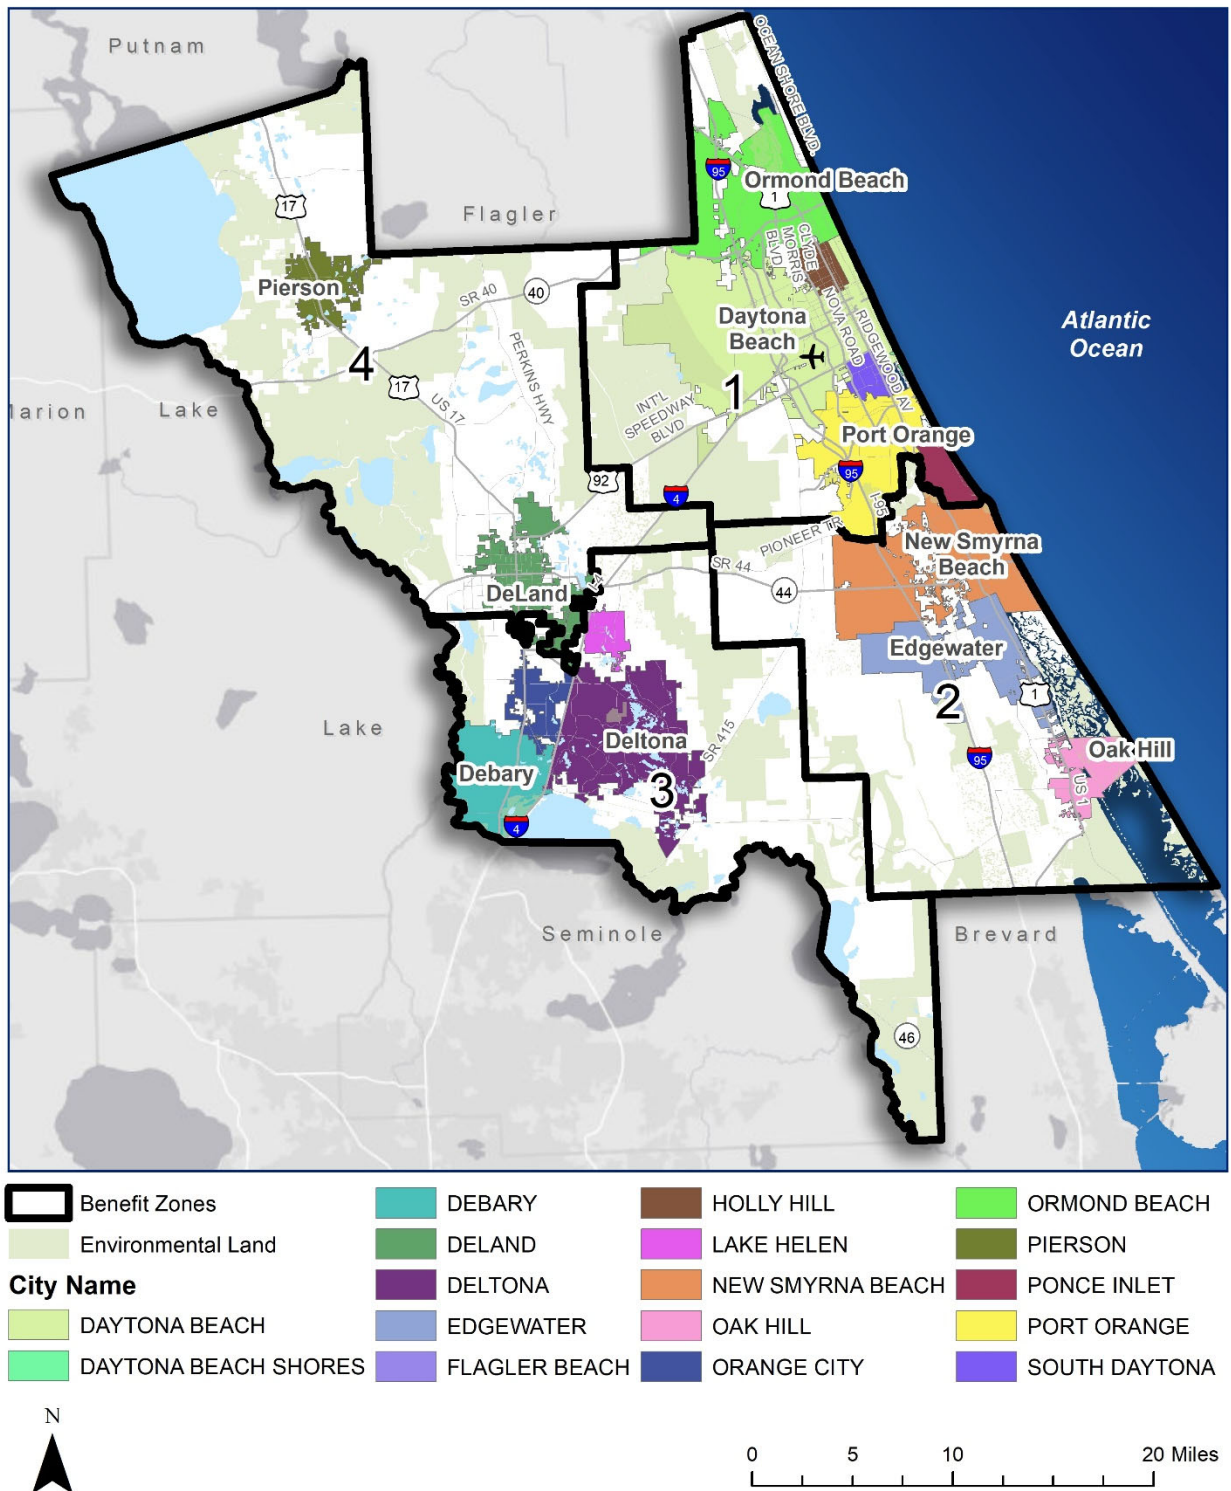 Putnam
OCEAN SHORE BLVD.
95
Ormond Beach
1
17
Flagler
CLYDE
MORRIS
BLVD
Pierson
SR 40
40
NOVA ROAD
RIDGEWOOD AV
Daytona
Beach
Atlantic
Ocean
PERKINS HWY
4
17
1
US 17
INT'L
SPEEDWAY
BLVD
Marion
Lake
Port Orange
95
I-95
92
4
PIONEER TR
New Smyrna
Beach
SR 44
44
I-4
DeLand
Edgewater
1
2
Lake
Deltona
SR 415
Oak Hill
95
US 1
Debary
3
4
Seminole
Brevard
46
Benefit Zones
Environmental Land
City Name
DAYTONA BEACH
DAYTONA BEACH SHORES
DEBARY
DELAND
DELTONA
EDGEWATER
FLAGLER BEACH
HOLLY HILL
LAKE HELEN
NEW SMYRNA BEACH
OAK HILL
ORANGE CITY
ORMOND BEACH
PIERSON
PONCE INLET
PORT ORANGE
SOUTH DAYTONA
N
0 5 10 20 Miles